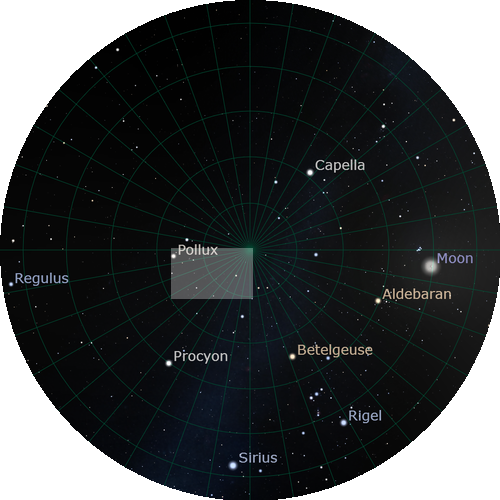 Capella
Pollux
Moon
Regulus
Aldebaran
Betelgeuse
Procyon
Rigel
Sirius